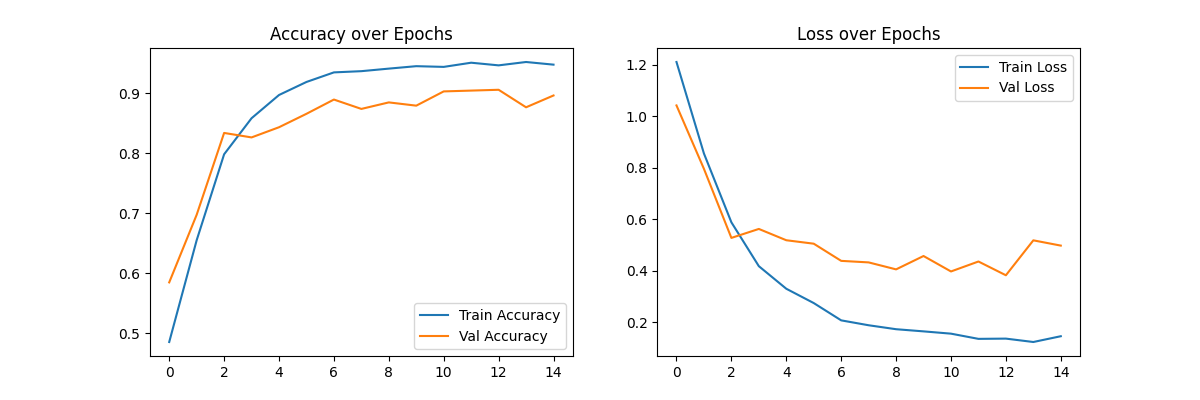 Accuracy over Epochs
0.9
0.8
0.7
0.6
0.5
0 2 4 6 8 10 12 14
Train Accuracy
Val Accuracy
Loss over Epochs
1.2
1.0
0.8
0.6
0.4
0.2
0 2 4 6 8 10 12 14
Train Loss
Val Loss